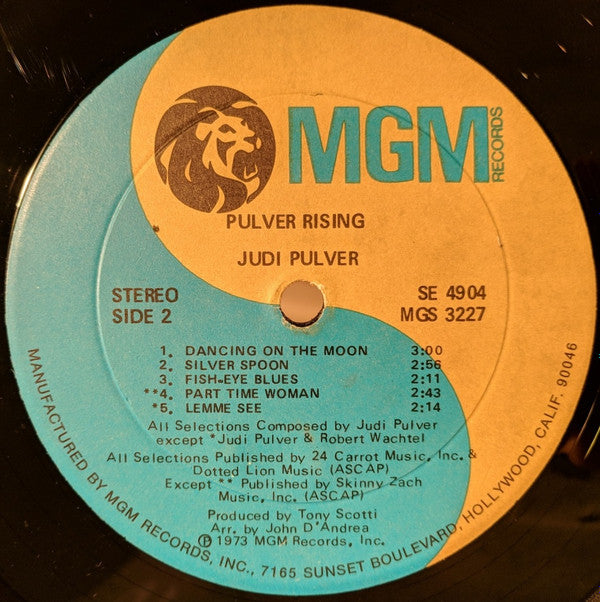 MGM
RECORDS
PULVER RISING
JUDI PULVER
STEREO
SIDE 2
SE 4904
MGS 3227
1. DANCING ON THE MOON 3:00
2. SILVER SPOON 2:56
3. FISH-EYE BLUES 2:11
**4. PART TIME WOMAN 2:43
*5. LEMME SEE 2:14
All Selections Composed by Judi Pulver
except *Judi Pulver & Robert Wachtel
All Selections Published by 24 Carrot Music, Inc. &
Dotted Lion Music (ASCAP)
Except ** Published by Skinny Zach
Music, Inc. (ASCAP)
Produced by Tony Scotti
Arr. by John D'Andrea
Ⓟ 1973 MGM Records, Inc.
MANUFACTURED BY MGM RECORDS, INC., 7165 SUNSET BOULEVARD, HOLLYWOOD, CALIF. 90046